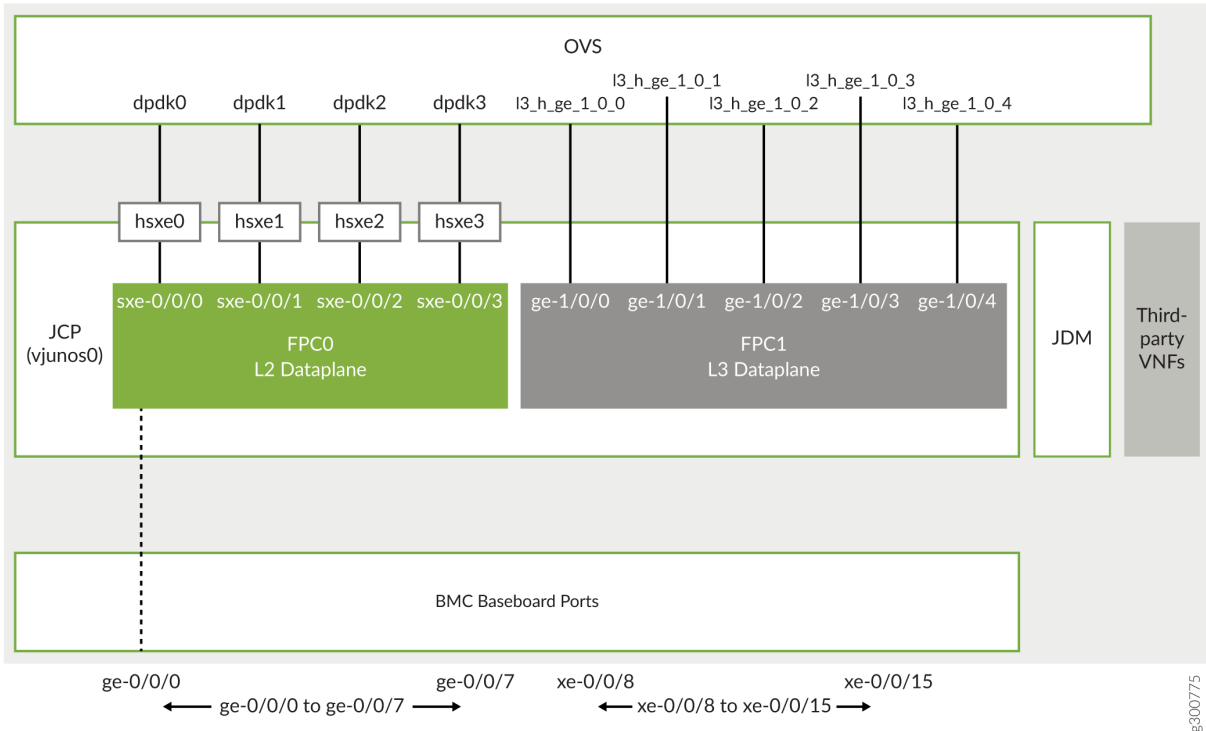 OVS
dpdk0 dpdk1 dpdk2 dpdk3 l3_h_ge_1_0_0 l3_h_ge_1_0_1 l3_h_ge_1_0_2 l3_h_ge_1_0_3 l3_h_ge_1_0_4
hsxe0 hsxe1 hsxe2 hsxe3
sxe-0/0/0 sxe-0/0/1 sxe-0/0/2 sxe-0/0/3 ge-1/0/0 ge-1/0/1 ge-1/0/2 ge-1/0/3 ge-1/0/4
JCP
(vjunos0)
FPC0
L2 Dataplane
FPC1
L3 Dataplane
JDM
Third-
party
VNFs
BMC Baseboard Ports
ge-0/0/0 ge-0/0/7 xe-0/0/8 xe-0/0/15
ge-0/0/0 to ge-0/0/7 xe-0/0/8 to xe-0/0/15
g300775